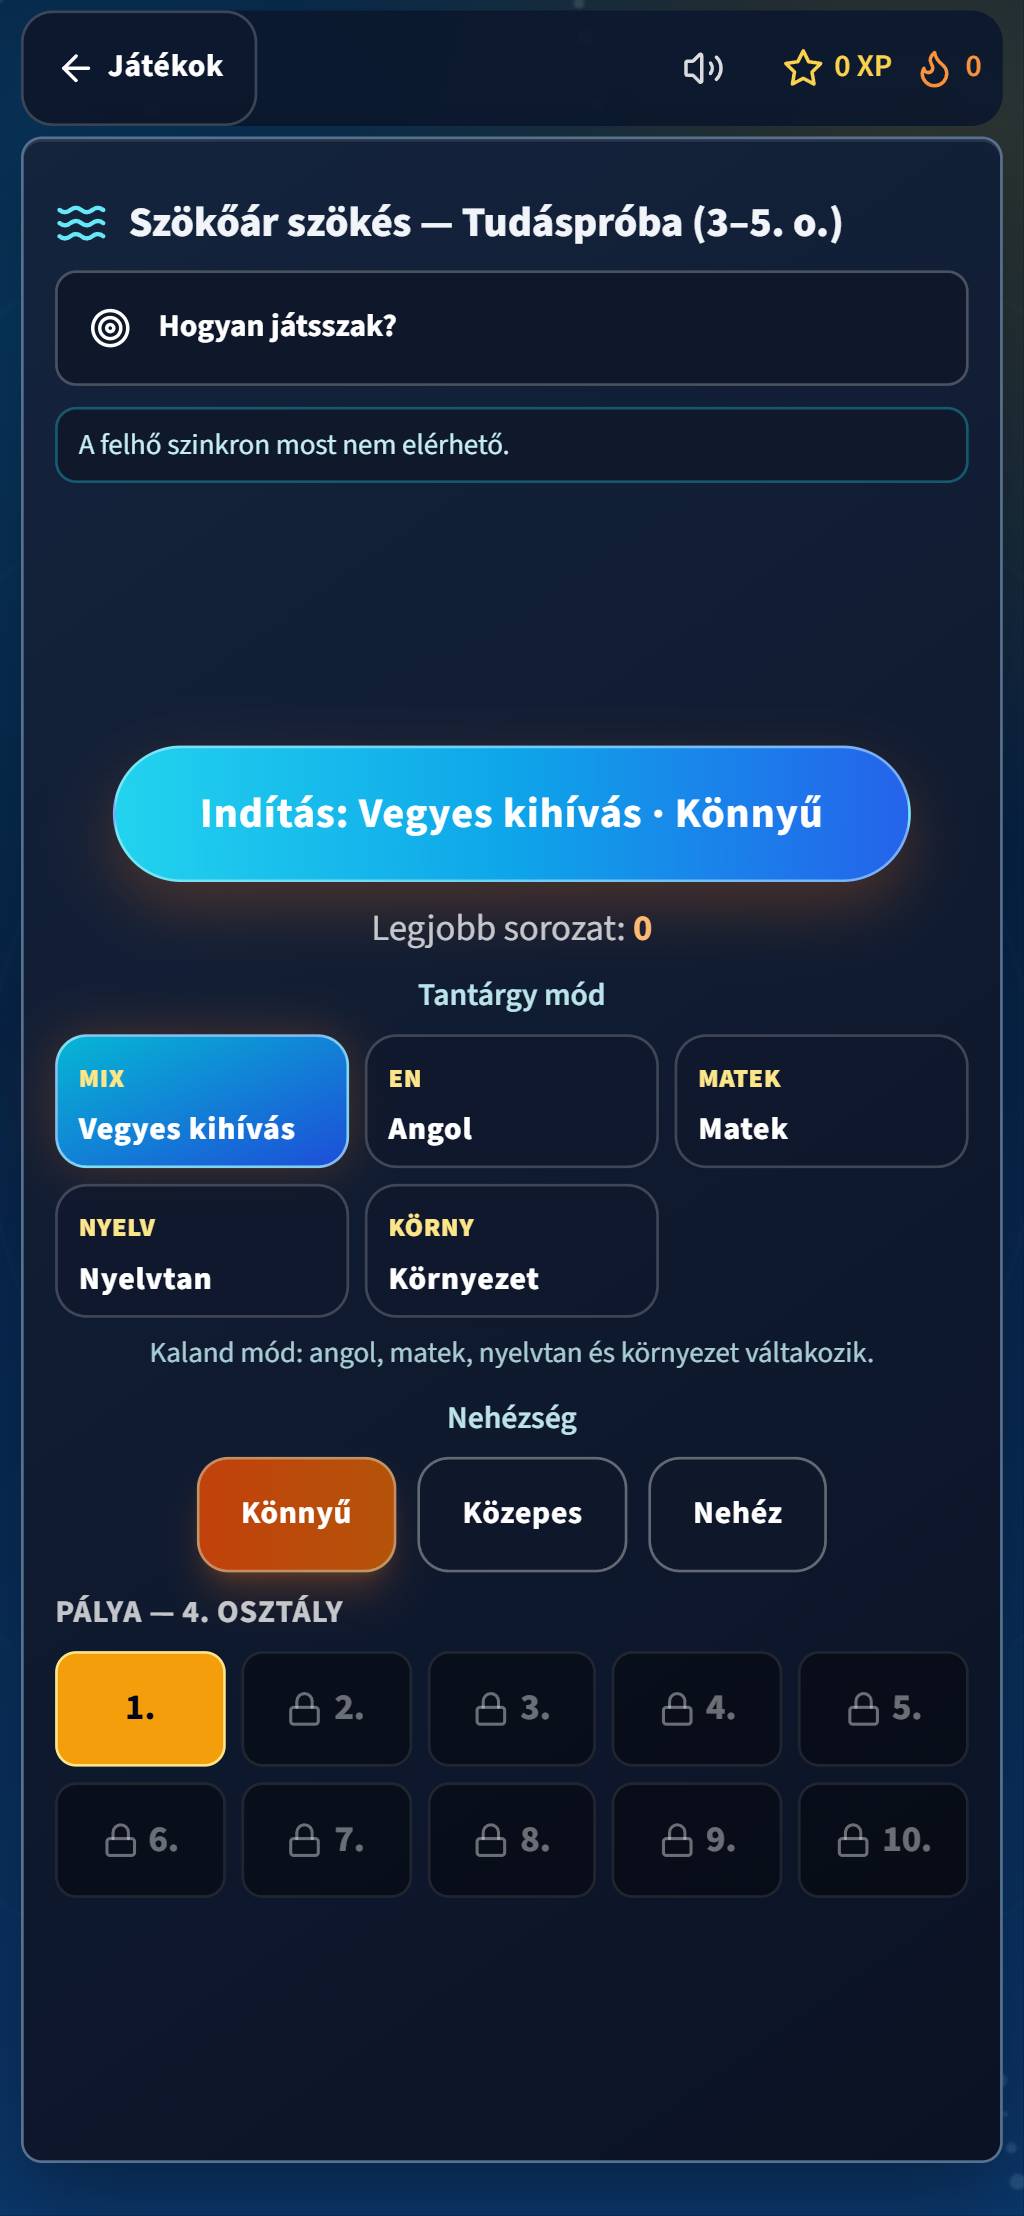 Játékok
0 XP
0
Szökőár szökés — Tudáspróba (3–5. o.)
Hogyan játsszak?
A felhő szinkron most nem elérhető.
Indítás: Vegyes kihívás · Könnyű
Legjobb sorozat: 0
Tantárgy mód
MIX
Vegyes kihívás
EN
Angol
MATEK
Matek
NYELV
Nyelvtan
KÖRNY
Környezet
Kaland mód: angol, matek, nyelvtan és környezet váltakozik.
Nehézség
Könnyű
Közepes
Nehéz
PÁLYA — 4. OSZTÁLY
1.
2.
3.
4.
5.
6.
7.
8.
9.
10.